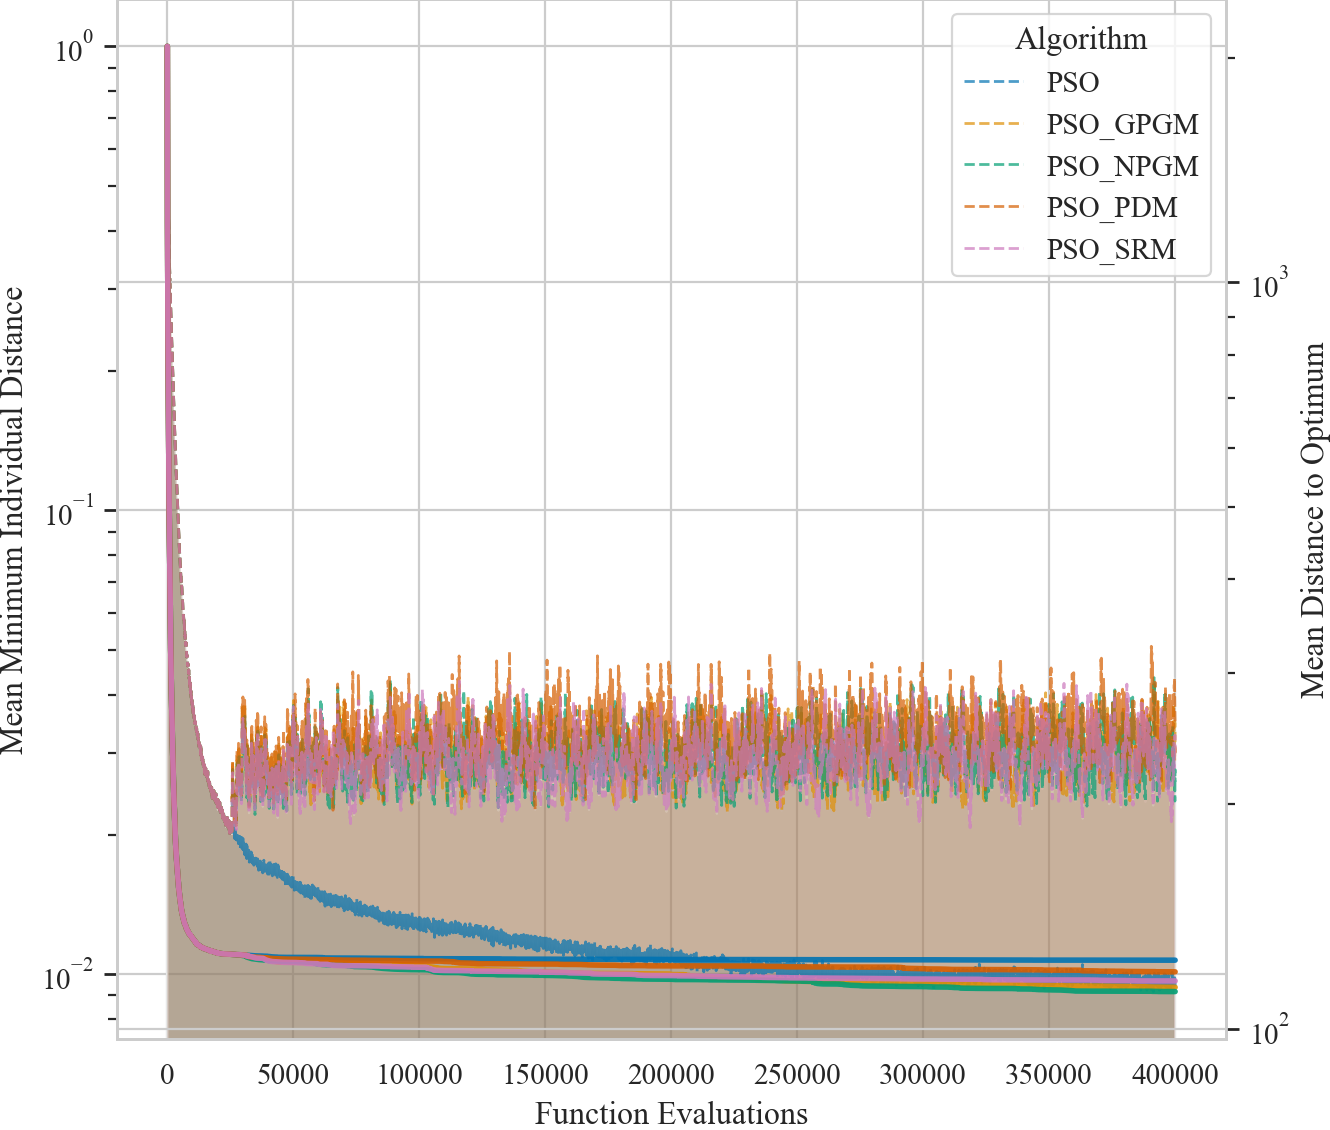 Algorithm
PSO
PSO_GPGM
PSO_NPGM
PSO_PDM
PSO_SRM
10^0
10^-1
10^-2
Mean Minimum Individual Distance
10^3
10^2
Mean Distance to Optimum
0 50000 100000 150000 200000 250000 300000 350000 400000
Function Evaluations